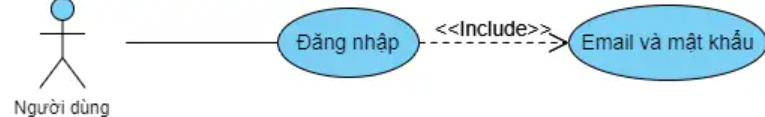 <<Include>>
Đăng nhập
Email và mật khẩu
Người dùng